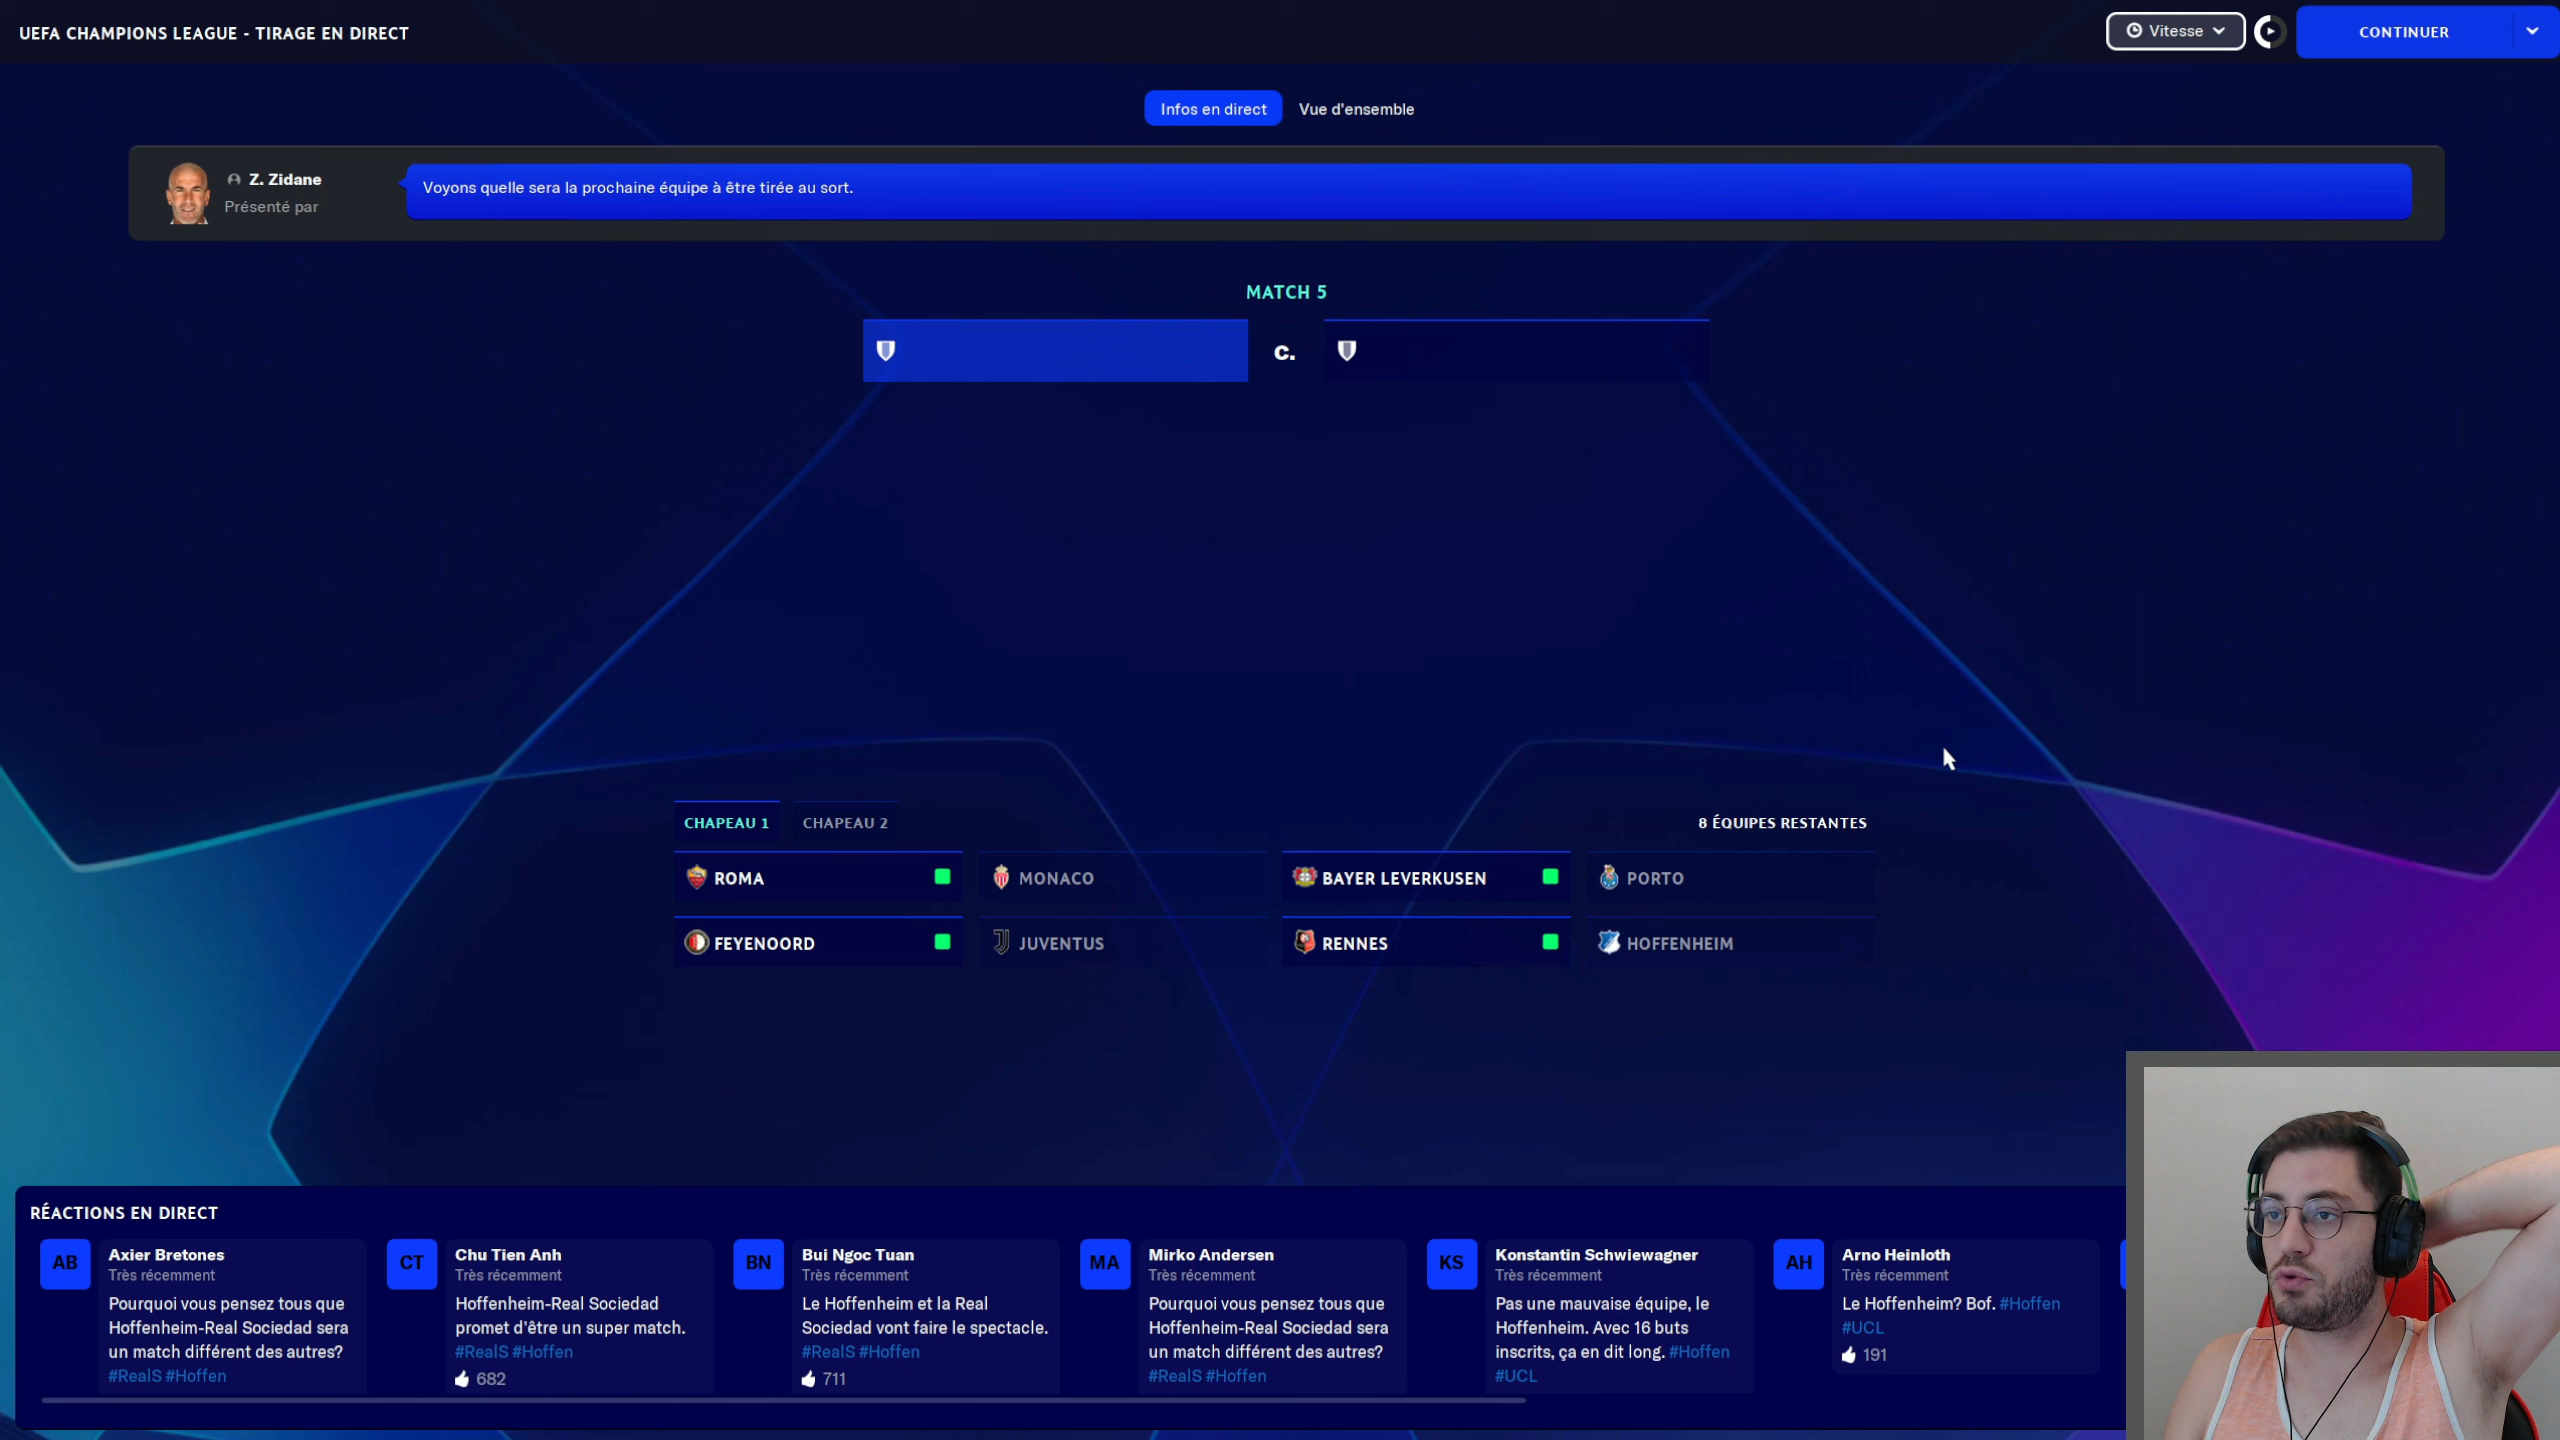 UEFA CHAMPIONS LEAGUE - TIRAGE EN DIRECT
Vitesse
CONTINUER
Infos en direct
Vue d'ensemble
Z. Zidane
Présenté par
Voyons quelle sera la prochaine équipe à être tirée au sort.
MATCH 5
c.
CHAPEAU 1
CHAPEAU 2
8 ÉQUIPES RESTANTES
ROMA
MONACO
BAYER LEVERKUSEN
PORTO
FEYENOORD
JUVENTUS
RENNES
HOFFENHEIM
RÉACTIONS EN DIRECT
AB
Axier Bretones
Très récemment
Pourquoi vous pensez tous que
Hoffenheim-Real Sociedad sera
un match différent des autres?
#RealS #Hoffen
CT
Chu Tien Anh
Très récemment
Hoffenheim-Real Sociedad
promet d'être un super match.
#RealS #Hoffen
682
BN
Bui Ngoc Tuan
Très récemment
Le Hoffenheim et la Real
Sociedad vont faire le spectacle.
#RealS #Hoffen
711
MA
Mirko Andersen
Très récemment
Pourquoi vous pensez tous que
Hoffenheim-Real Sociedad sera
un match différent des autres?
#RealS #Hoffen
KS
Konstantin Schwiewagner
Très récemment
Pas une mauvaise équipe, le
Hoffenheim. Avec 16 buts
inscrits, ça en dit long. #Hoffen
#UCL
AH
Arno Heinloth
Très récemment
Le Hoffenheim? Bof. #Hoffen
#UCL
191